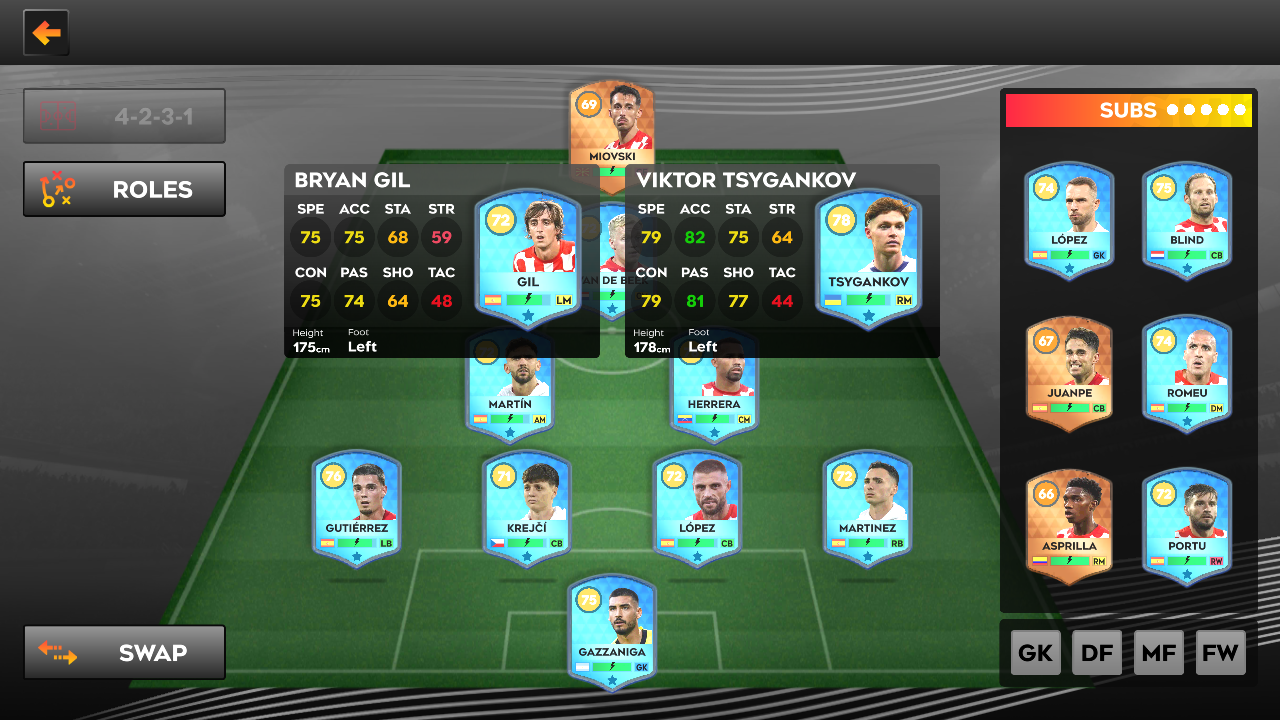 4-2-3-1
ROLES
SWAP
69
MIOVSKI
BRYAN GIL
SPE ACC STA STR
75 75 68 59
CON PAS SHO TAC
75 74 64 48
Height Foot
175cm Left
72
GIL
LM
VIKTOR TSYGANKOV
SPE ACC STA STR
79 82 75 64
CON PAS SHO TAC
79 81 77 44
Height Foot
178cm Left
78
TSYGANKOV
RM
MARTÍN
AM
HERRERA
CM
76
GUTIÉRREZ
LB
71
KREJČÍ
CB
72
LÓPEZ
CB
72
MARTINEZ
RB
75
GAZZANIGA
GK
SUBS
74
LÓPEZ
GK
75
BLIND
CB
67
JUANPE
CB
74
ROMEU
DM
66
ASPRILLA
RM
72
PORTU
RW
GK DF MF FW